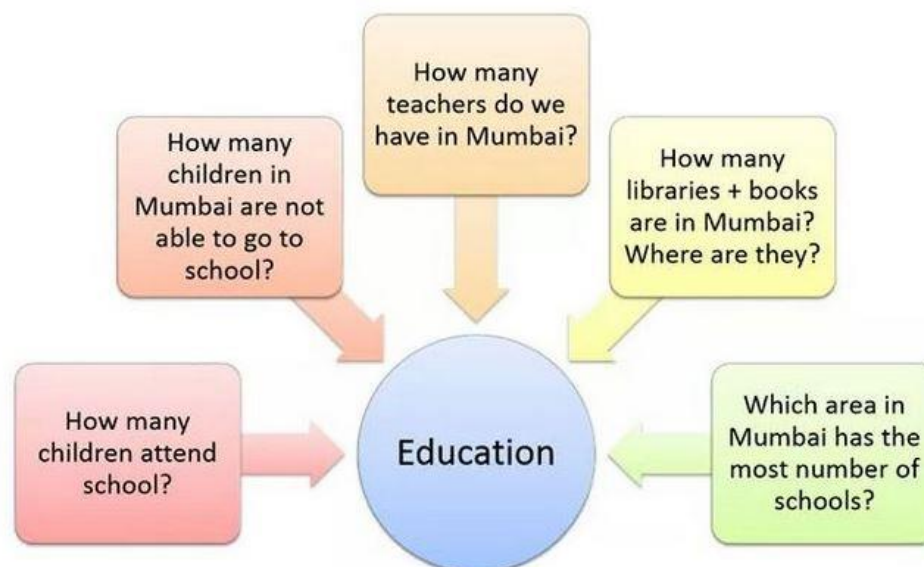 How many
teachers do we
have in Mumbai?
How many
children in
Mumbai are not
able to go to
school?
How many
libraries + books
are in Mumbai?
Where are they?
How many
children attend
school?
Education
Which area in
Mumbai has the
most number of
schools?